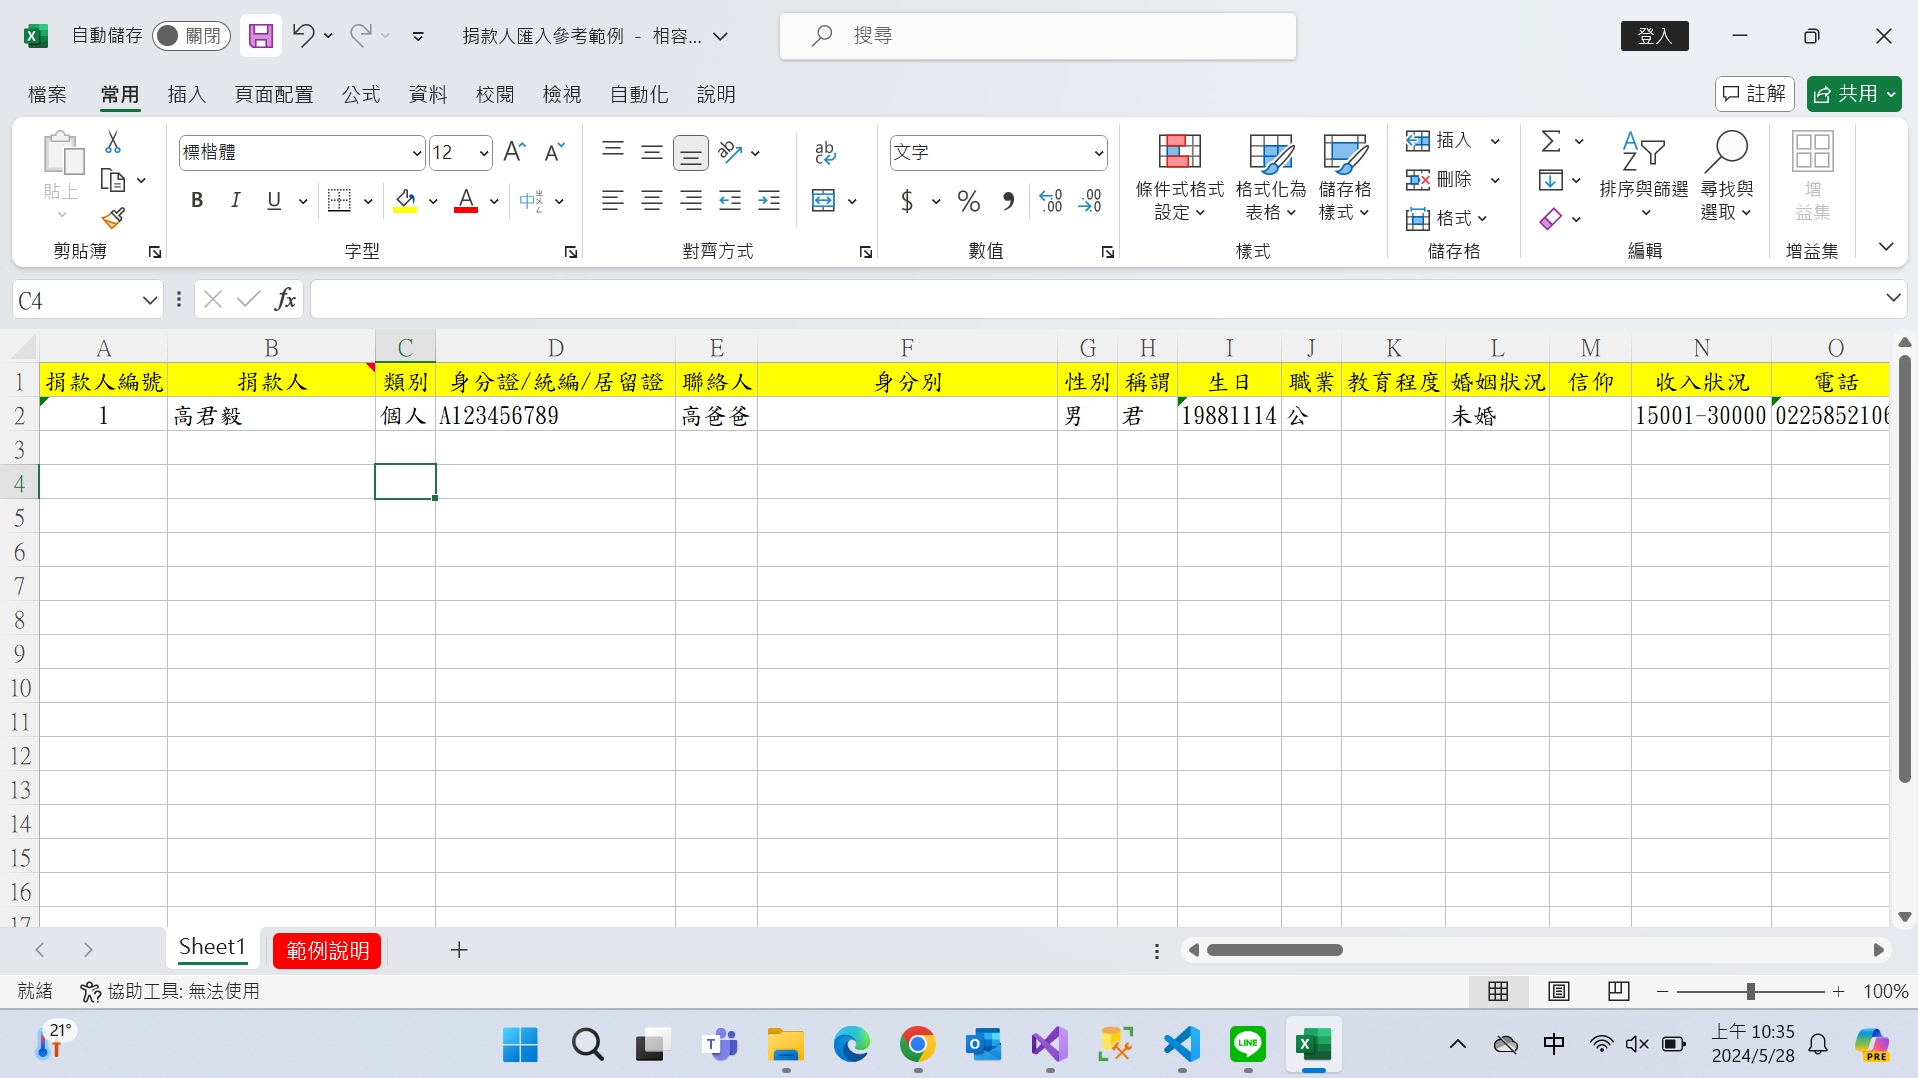 自動儲存 關閉 捐款人匯入參考範例 - 相容... 搜尋 登入
檔案 常用 插入 頁面配置 公式 資料 校閱 檢視 自動化 說明 註解 共用
貼上
剪貼簿
標楷體 12
B I U
字型
ab
對齊方式
文字
$ % .00
數值
條件式格式
設定
格式化為
表格
儲存格
樣式
樣式
插入
刪除
格式
儲存格
排序與篩選
尋找與
選取
編輯
增
益集
增益集
C4 fx
A B C D E F G H I J K L M N O
1 捐款人編號 捐款人 類別 身分證/統編/居留證 聯絡人 身分別 性別 稱謂 生日 職業 教育程度 婚姻狀況 信仰 收入狀況 電話
2 1 高君毅 個人 A123456789 高爸爸 男 君 19881114 公 未婚 15001-30000 0225852106
3
4
5
6
7
8
9
10
11
12
13
14
15
16
17
Sheet1 範例說明
就緒 協助工具: 無法使用 100%
21° 中 上午 10:35
2024/5/28
LINE
PRE